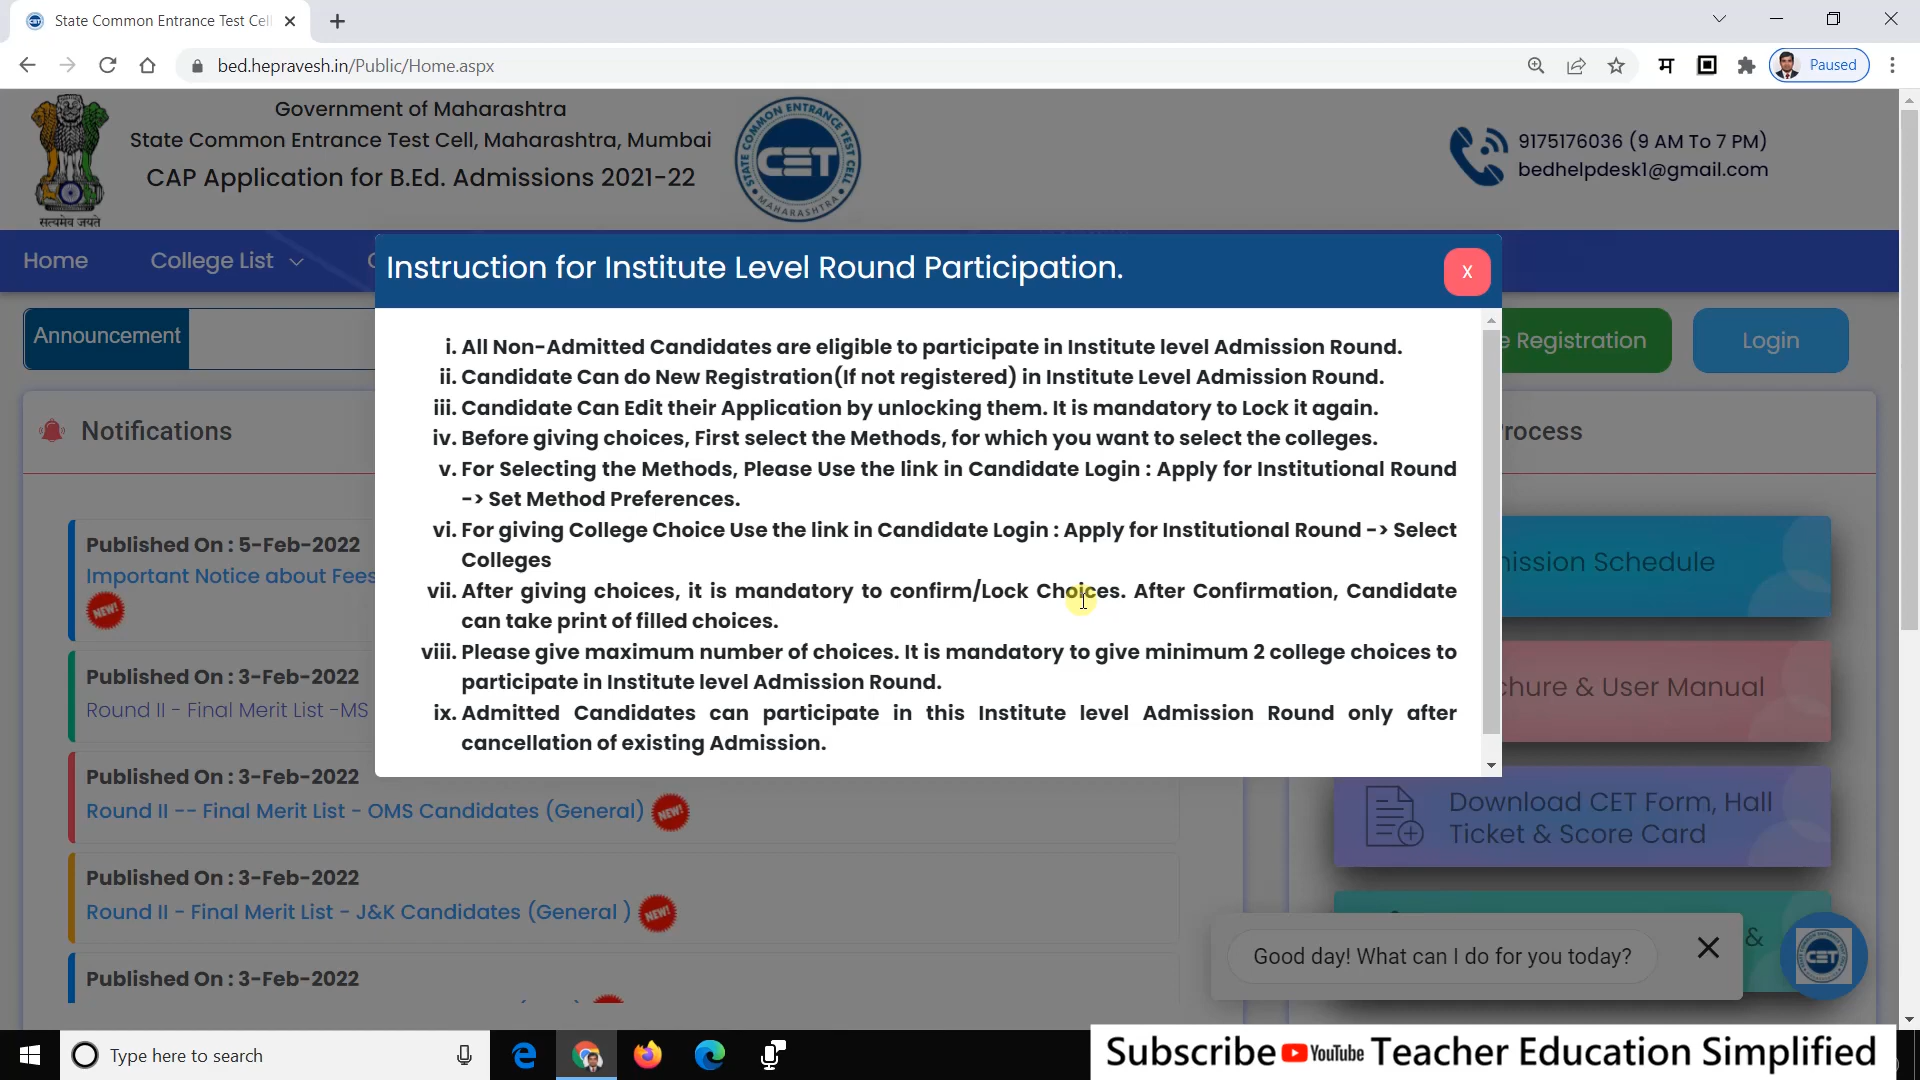 State Common Entrance Test Cel
bed.hepravesh.in/Public/Home.aspx
म
Paused
Government of Maharashtra
State Common Entrance Test Cell, Maharashtra, Mumbai
CAP Application for B.Ed. Admissions 2021-22
सत्यमेव जयते
STATE COMMON ENTRANCE TEST CELL
CET
MAHARASHTRA
9175176036 (9 AM To 7 PM)
bedhelpdesk1@gmail.com
Home
College List
Instruction for Institute Level Round Participation.
X
Announcement
e Registration
Login
i. All Non-Admitted Candidates are eligible to participate in Institute level Admission Round.
ii. Candidate Can do New Registration(If not registered) in Institute Level Admission Round.
iii. Candidate Can Edit their Application by unlocking them. It is mandatory to Lock it again.
iv. Before giving choices, First select the Methods, for which you want to select the colleges.
v. For Selecting the Methods, Please Use the link in Candidate Login : Apply for Institutional Round
-> Set Method Preferences.
vi. For giving College Choice Use the link in Candidate Login : Apply for Institutional Round -> Select
Colleges
vii. After giving choices, it is mandatory to confirm/Lock Choices. After Confirmation, Candidate
can take print of filled choices.
viii. Please give maximum number of choices. It is mandatory to give minimum 2 college choices to
participate in Institute level Admission Round.
ix. Admitted Candidates can participate in this Institute level Admission Round only after
cancellation of existing Admission.
Notifications
rocess
Published On : 5-Feb-2022
Important Notice about Fees
NEW!
Published On : 3-Feb-2022
Round II - Final Merit List -MS
Published On : 3-Feb-2022
Round II -- Final Merit List - OMS Candidates (General)
NEW!
Published On : 3-Feb-2022
Round II - Final Merit List - J&K Candidates (General )
NEW!
Published On : 3-Feb-2022
ission Schedule
chure & User Manual
Download CET Form, Hall
Ticket & Score Card
&
Good day! What can I do for you today?
CET
Type here to search
Subscribe YouTube Teacher Education Simplified